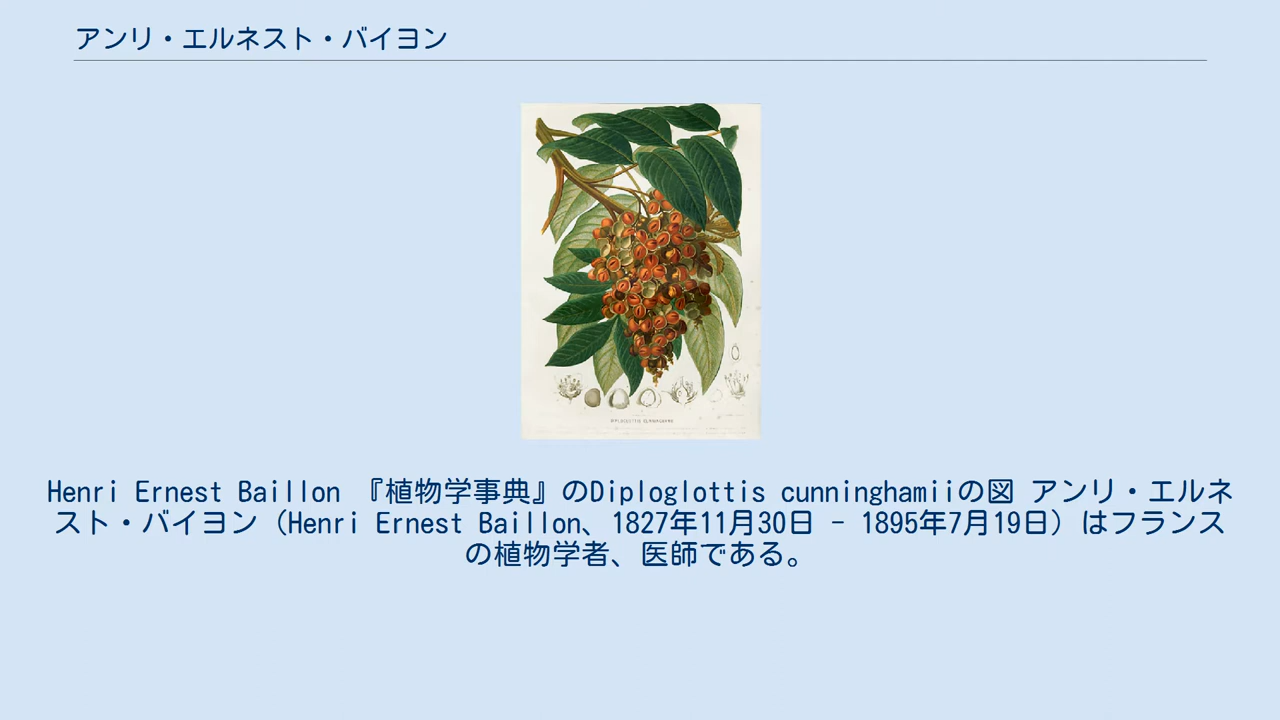 アンリ・エルネスト・バイヨン
DIPLOGLOTTIS CUNNINGHAMII
Henri Ernest Baillon 『植物学事典』のDiploglottis cunninghamiiの図 アンリ・エルネ
スト・バイヨン（Henri Ernest Baillon、1827年11月30日 - 1895年7月19日）はフランス
の植物学者、医師である。